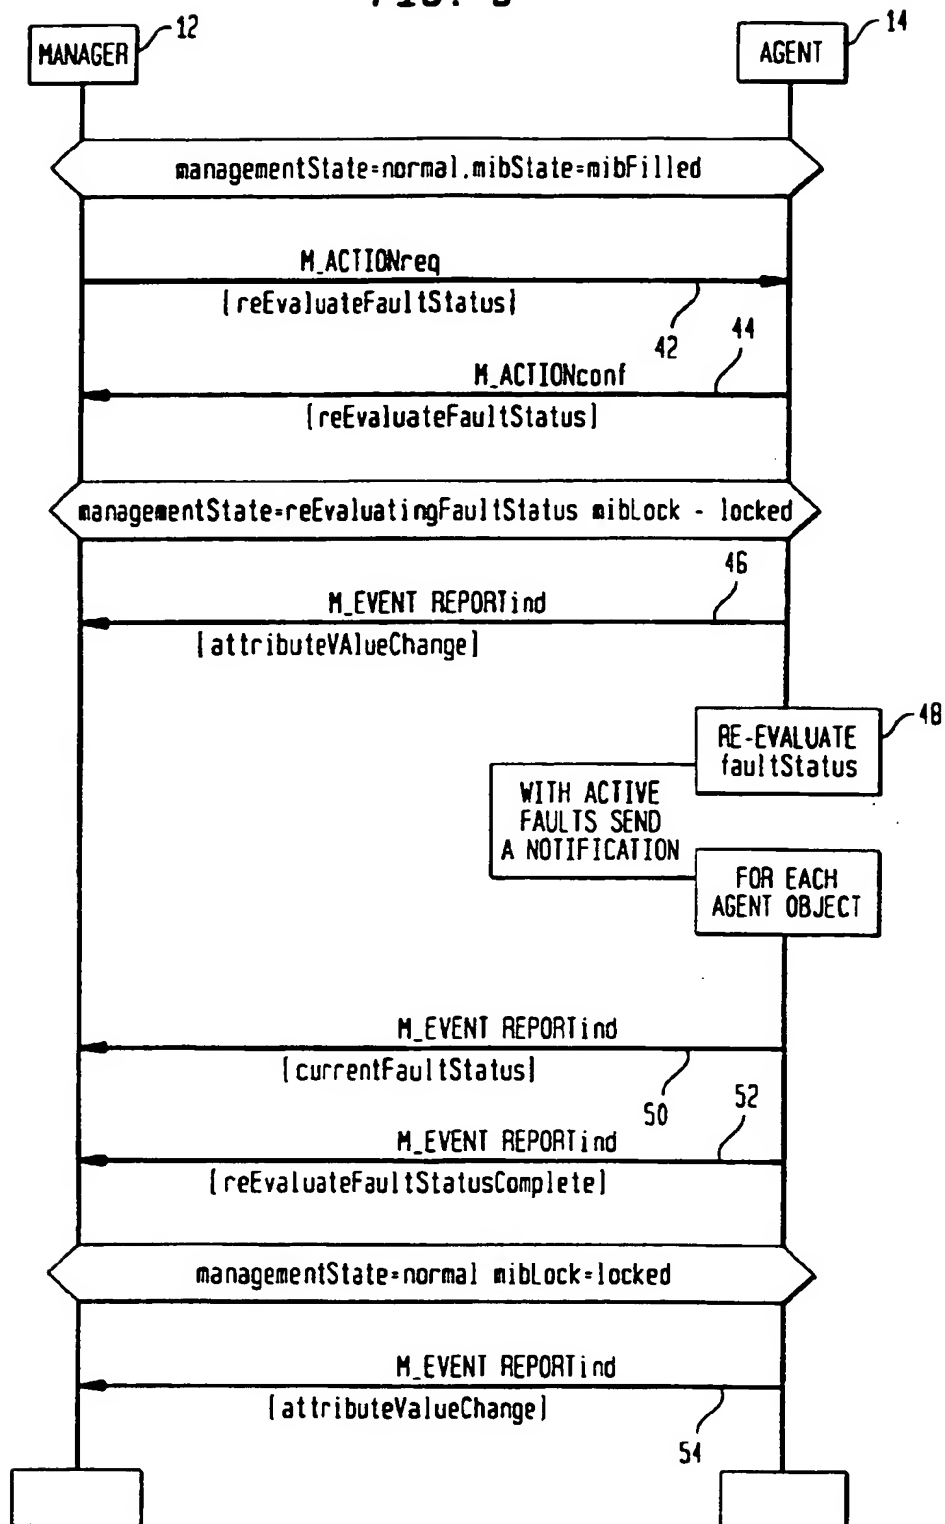 12
14
MANAGER
AGENT
managementState=normal.mibState=mibFilled
M_ACTIONreq
[reEvaluateFaultStatus]
42
44
M_ACTIONconf
[reEvaluateFaultStatus]
managementState=reEvaluatingFaultStatus mibLock - locked
46
M_EVENT REPORTind
[attributeVAlueChange]
48
RE-EVALUATE
faultStatus
WITH ACTIVE
FAULTS SEND
A NOTIFICATION
FOR EACH
AGENT OBJECT
M_EVENT REPORTind
[currentFaultStatus]
50
52
M_EVENT REPORTind
[reEvaluateFaultStatusComplete]
managementState=normal mibLock=locked
M_EVENT REPORTind
[attributeValueChange]
54